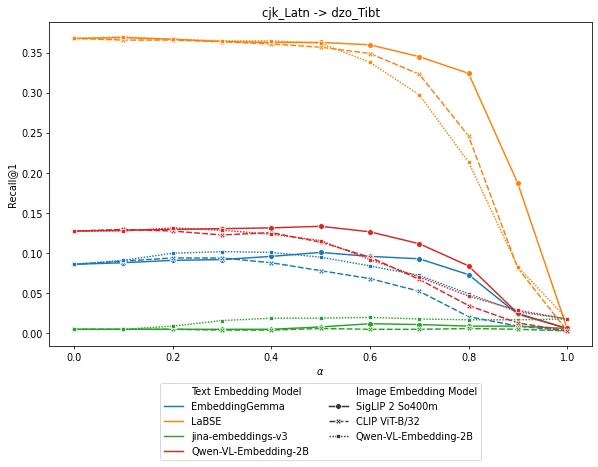 cjk_Latn -> dzo_Tibt
Recall@1
0.35
0.30
0.25
0.20
0.15
0.10
0.05
0.00
0.0 0.2 0.4 0.6 0.8 1.0
α
Text Embedding Model
EmbeddingGemma
LaBSE
jina-embeddings-v3
Qwen-VL-Embedding-2B
Image Embedding Model
SigLIP 2 So400m
CLIP ViT-B/32
Qwen-VL-Embedding-2B